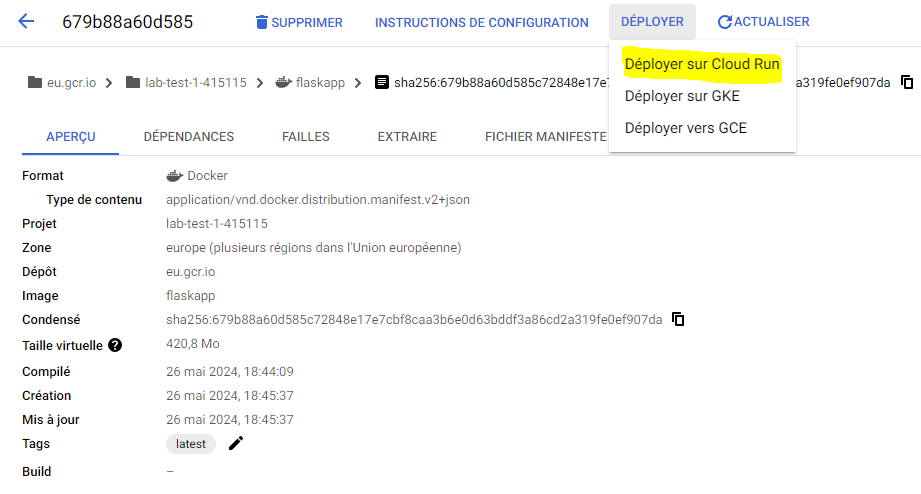 679b88a60d585 SUPPRIMER INSTRUCTIONS DE CONFIGURATION DÉPLOYER ACTUALISER
Déployer sur Cloud Run
Déployer sur GKE
Déployer vers GCE
eu.gcr.io lab-test-1-415115 flaskapp sha256:679b88a60d585c72848e17e7 a319fe0ef907da
APERÇU DÉPENDANCES FAILLES EXTRAIRE FICHIER MANIFESTE
Format Docker
Type de contenu application/vnd.docker.distribution.manifest.v2+json
Projet lab-test-1-415115
Zone europe (plusieurs régions dans l'Union européenne)
Dépôt eu.gcr.io
Image flaskapp
Condensé sha256:679b88a60d585c72848e17e7cbf8caa3b6e0d63bddf3a86cd2a319fe0ef907da
Taille virtuelle ? 420,8 Mo
Compilé 26 mai 2024, 18:44:09
Création 26 mai 2024, 18:45:37
Mis à jour 26 mai 2024, 18:45:37
Tags latest
Build –